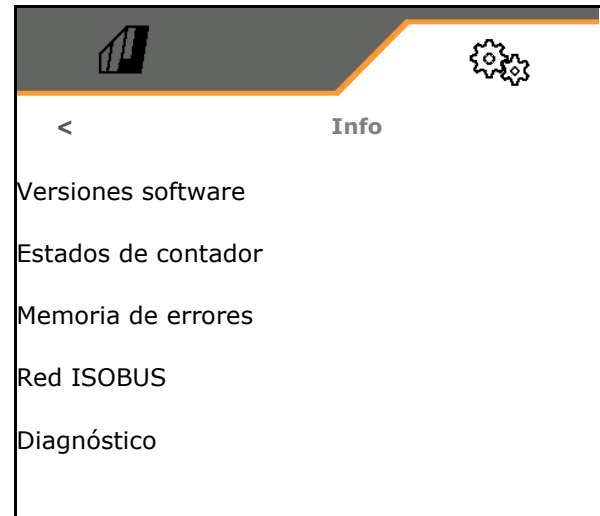 < Info
Versiones software
Estados de contador
Memoria de errores
Red ISOBUS
Diagnóstico